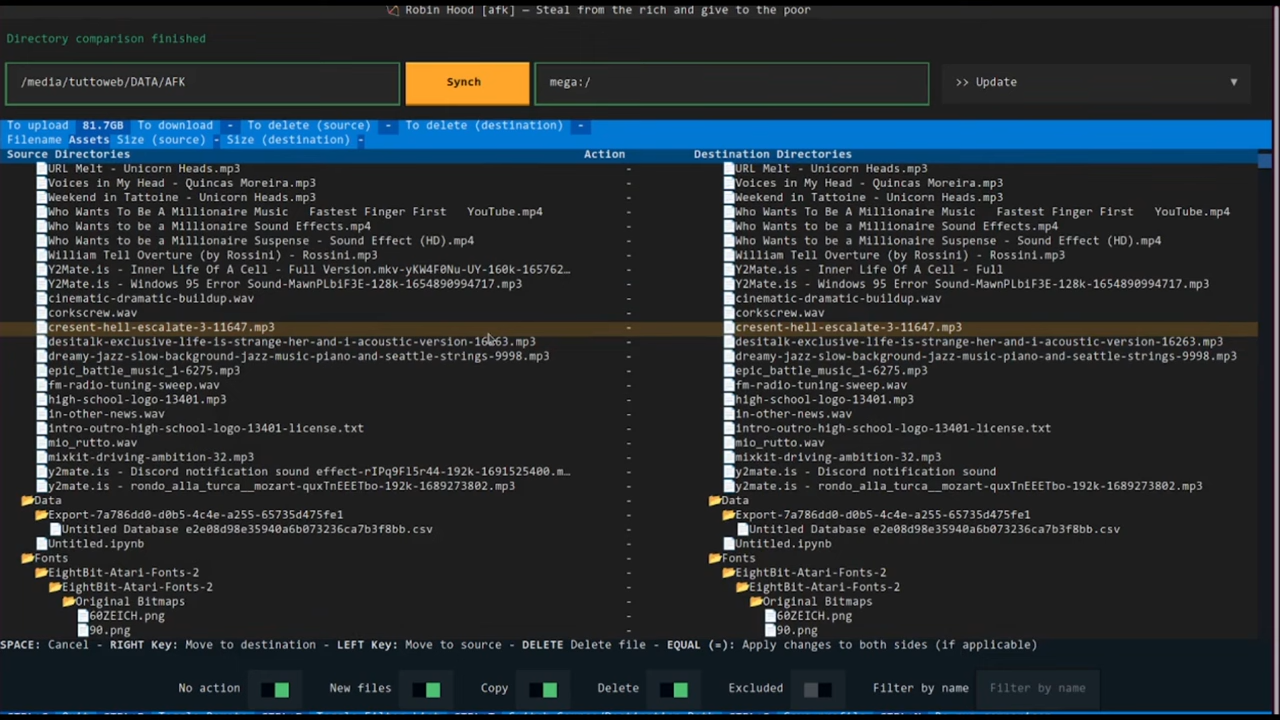 Robin Hood [afk] — Steal from the rich and give to the poor
Directory comparison finished
/media/tuttoweb/DATA/AFK Synch mega:/ >> Update ▼
To upload 81.7GB To download - To delete (source) - To delete (destination) -
Filename Assets Size (source) - Size (destination) -
Source Directories Action Destination Directories
URL Melt - Unicorn Heads.mp3 - URL Melt - Unicorn Heads.mp3
Voices in My Head - Quincas Moreira.mp3 - Voices in My Head - Quincas Moreira.mp3
Weekend in Tattoine - Unicorn Heads.mp3 - Weekend in Tattoine - Unicorn Heads.mp3
Who Wants To Be A Millionaire Music Fastest Finger First YouTube.mp4 - Who Wants To Be A Millionaire Music Fastest Finger First YouTube.mp4
Who Wants to be a Millionaire Sound Effects.mp4 - Who Wants to be a Millionaire Sound Effects.mp4
Who Wants to be a Millionaire Suspense - Sound Effect (HD).mp4 - Who Wants to be a Millionaire Suspense - Sound Effect (HD).mp4
William Tell Overture (by Rossini) - Rossini.mp3 - William Tell Overture (by Rossini) - Rossini.mp3
Y2Mate.is - Inner Life Of A Cell - Full Version.mkv-yKW4F0Nu-UY-160k-165762… - Y2Mate.is - Inner Life Of A Cell - Full
Y2Mate.is - Windows 95 Error Sound-MawnPLbiF3E-128k-1654890994717.mp3 - Y2Mate.is - Windows 95 Error Sound-MawnPLbiF3E-128k-1654890994717.mp3
cinematic-dramatic-buildup.wav - cinematic-dramatic-buildup.wav
corkscrew.wav - corkscrew.wav
cresent-hell-escalate-3-11647.mp3 - cresent-hell-escalate-3-11647.mp3
desitalk-exclusive-life-is-strange-her-and-i-acoustic-version-16263.mp3 - desitalk-exclusive-life-is-strange-her-and-i-acoustic-version-16263.mp3
dreamy-jazz-slow-background-jazz-music-piano-and-seattle-strings-9998.mp3 - dreamy-jazz-slow-background-jazz-music-piano-and-seattle-strings-9998.mp3
epic_battle_music_1-6275.mp3 - epic_battle_music_1-6275.mp3
fm-radio-tuning-sweep.wav - fm-radio-tuning-sweep.wav
high-school-logo-13401.mp3 - high-school-logo-13401.mp3
in-other-news.wav - in-other-news.wav
intro-outro-high-school-logo-13401-license.txt - intro-outro-high-school-logo-13401-license.txt
mio_rutto.wav - mio_rutto.wav
mixkit-driving-ambition-32.mp3 - mixkit-driving-ambition-32.mp3
y2mate.is - Discord notification sound effect-rIPq9Fl5r44-192k-1691525400.m… - y2mate.is - Discord notification sound
y2mate.is - rondo_alla_turca__mozart-quxTnEEETbo-192k-1689273802.mp3 - y2mate.is - rondo_alla_turca__mozart-quxTnEEETbo-192k-1689273802.mp3
Data - Data
Export-7a786dd0-d0b5-4c4e-a255-65735d475fe1 - Export-7a786dd0-d0b5-4c4e-a255-65735d475fe1
Untitled Database e2e08d98e35940a6b073236ca7b3f8bb.csv - Untitled Database e2e08d98e35940a6b073236ca7b3f8bb.csv
Untitled.ipynb - Untitled.ipynb
Fonts - Fonts
EightBit-Atari-Fonts-2 - EightBit-Atari-Fonts-2
EightBit-Atari-Fonts-2 - EightBit-Atari-Fonts-2
Original Bitmaps - Original Bitmaps
60ZEICH.png - 60ZEICH.png
90.png - 90.png
SPACE: Cancel - RIGHT Key: Move to destination - LEFT Key: Move to source - DELETE Delete file - EQUAL (=): Apply changes to both sides (if applicable)
No action New files Copy Delete Excluded Filter by name Filter by name